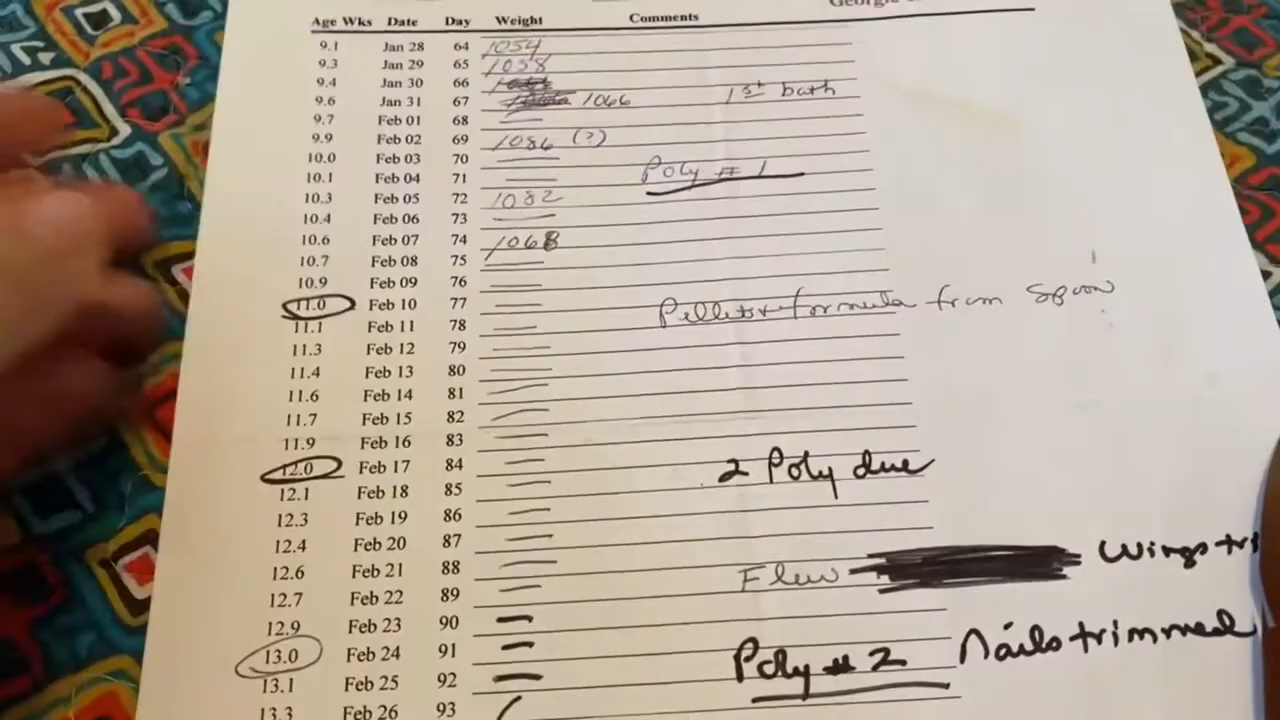 Georgie
Age Wks Date Day Weight Comments
9.1 Jan 28 64 1054
9.3 Jan 29 65 1058
9.4 Jan 30 66
9.6 Jan 31 67 1066 1st bath
9.7 Feb 01 68
9.9 Feb 02 69 1086 (?)
10.0 Feb 03 70
10.1 Feb 04 71 Poly # 1
10.3 Feb 05 72 1082
10.4 Feb 06 73
10.6 Feb 07 74 1068
10.7 Feb 08 75
10.9 Feb 09 76
11.0 Feb 10 77 Pellets + formula from spoon
11.1 Feb 11 78
11.3 Feb 12 79
11.4 Feb 13 80
11.6 Feb 14 81
11.7 Feb 15 82
11.9 Feb 16 83
12.0 Feb 17 84 2 Poly due
12.1 Feb 18 85
12.3 Feb 19 86
12.4 Feb 20 87
12.6 Feb 21 88 Flew Wings tri
12.7 Feb 22 89
12.9 Feb 23 90
13.0 Feb 24 91 Poly # 2 Nails trimmed
13.1 Feb 25 92
13.3 Feb 26 93